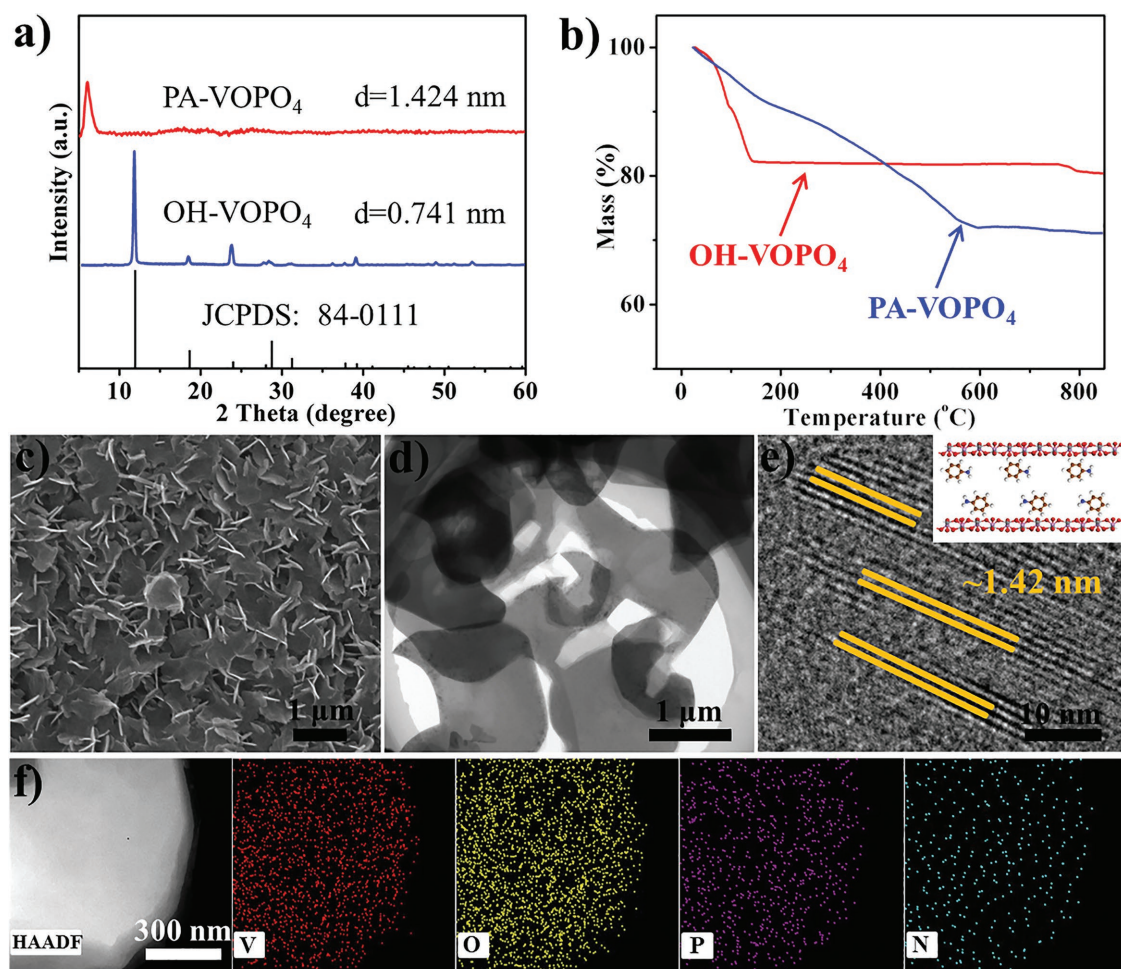 a)
PA-VOPO4 d=1.424 nm
OH-VOPO4 d=0.741 nm
JCPDS: 84-0111
Intensity (a.u.)
10 20 30 40 50 60
2 Theta (degree)
b)
100
80
60
Mass (%)
OH-VOPO4
PA-VOPO4
0 200 400 600 800
Temperature (°C)
c)
1 μm
d)
1 μm
e)
~1.42 nm
10 nm
f)
300 nm
HAADF
V
O
P
N